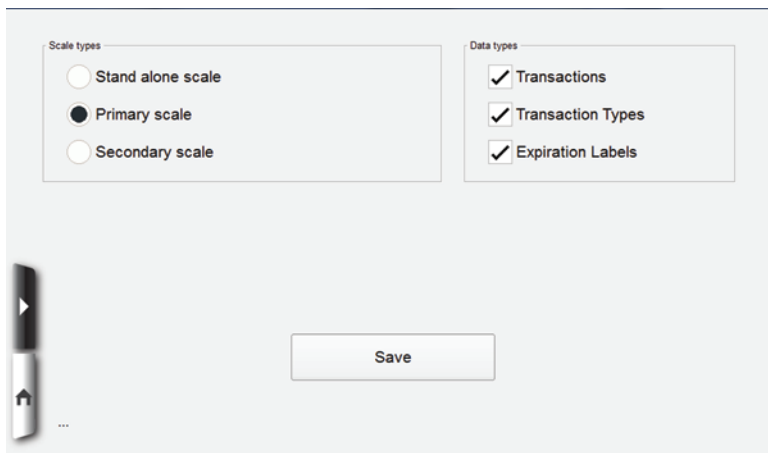 Scale types
Stand alone scale
Primary scale
Secondary scale
Data types
Transactions
Transaction Types
Expiration Labels
Save
...